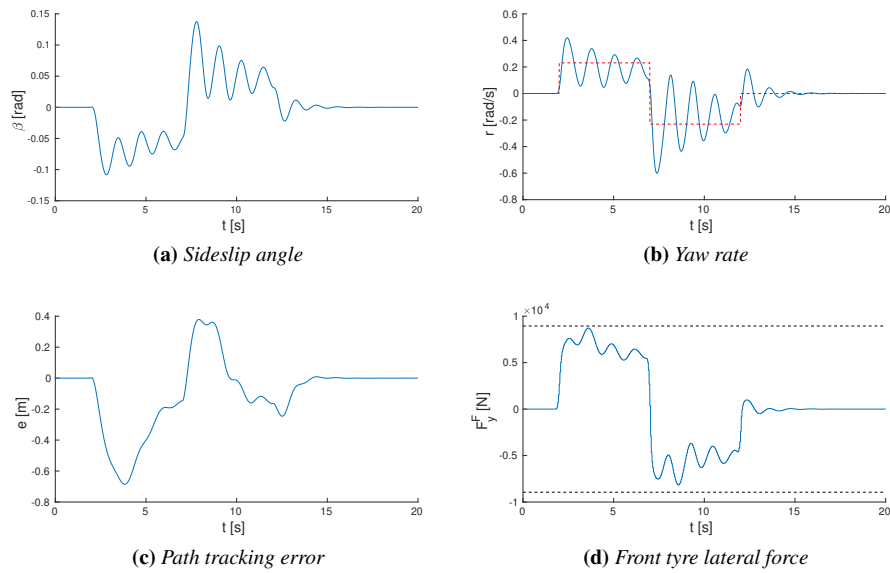 0.15
0.1
0.05
0
-0.05
-0.1
-0.15
β [rad]
0 5 10 15 20
t [s]
(a) Sideslip angle
0.6
0.4
0.2
0
-0.2
-0.4
-0.6
-0.8
r [rad/s]
0 5 10 15 20
t [s]
(b) Yaw rate
0.4
0.2
0
-0.2
-0.4
-0.6
-0.8
e [m]
0 5 10 15 20
t [s]
(c) Path tracking error
×10⁴
1
0.5
0
-0.5
-1
F_y^F [N]
0 5 10 15 20
t [s]
(d) Front tyre lateral force